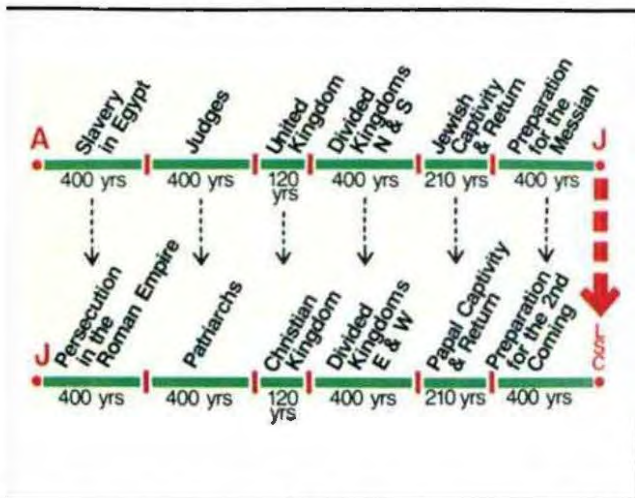 A
Slavery
in Egypt
Judges
United
Kingdom
Divided
Kingdoms
N & S
Jewish
Captivity
& Return
Preparation
for the
Messiah
J
400 yrs
400 yrs
120
yrs
400 yrs
210 yrs
400 yrs
J
Persecution
in the
Roman Empire
Patriarchs
Christian
Kingdom
Divided
Kingdoms
E & W
Papal Captivity
& Return
Preparation
for the 2nd
Coming
400 yrs
400 yrs
120
yrs
400 yrs
210 yrs
400 yrs